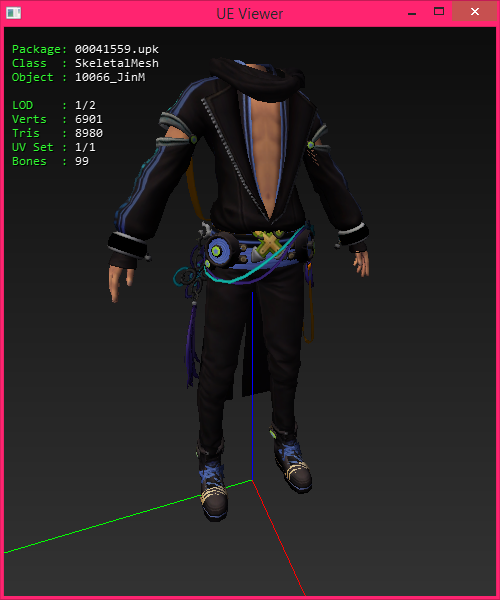 UE Viewer
Package: 00041559.upk
Class  : SkeletalMesh
Object : 10066_JinM
LOD    : 1/2
Verts  : 6901
Tris   : 8980
UV Set : 1/1
Bones  : 99